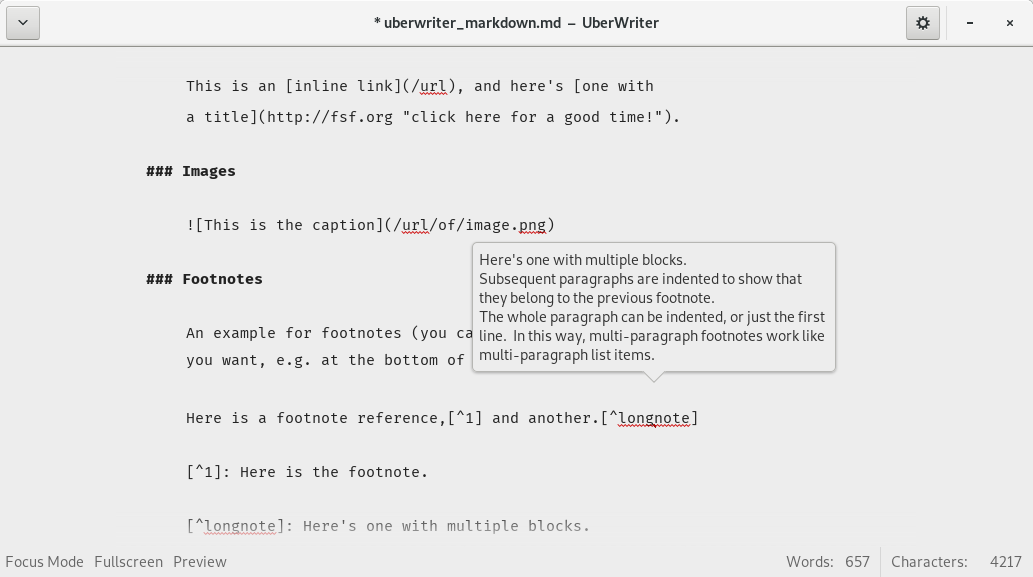 * uberwriter_markdown.md – UberWriter
This is an [inline link](/url), and here's [one with
a title](http://fsf.org "click here for a good time!").
### Images
![This is the caption](/url/of/image.png)
Here's one with multiple blocks.
Subsequent paragraphs are indented to show that
they belong to the previous footnote.
The whole paragraph can be indented, or just the first
line.  In this way, multi-paragraph footnotes work like
multi-paragraph list items.
### Footnotes
An example for footnotes (you ca
you want, e.g. at the bottom of
Here is a footnote reference,[^1] and another.[^longnote]
[^1]: Here is the footnote.
[^longnote]: Here's one with multiple blocks.
Focus Mode Fullscreen Preview Words: 657 Characters: 4217